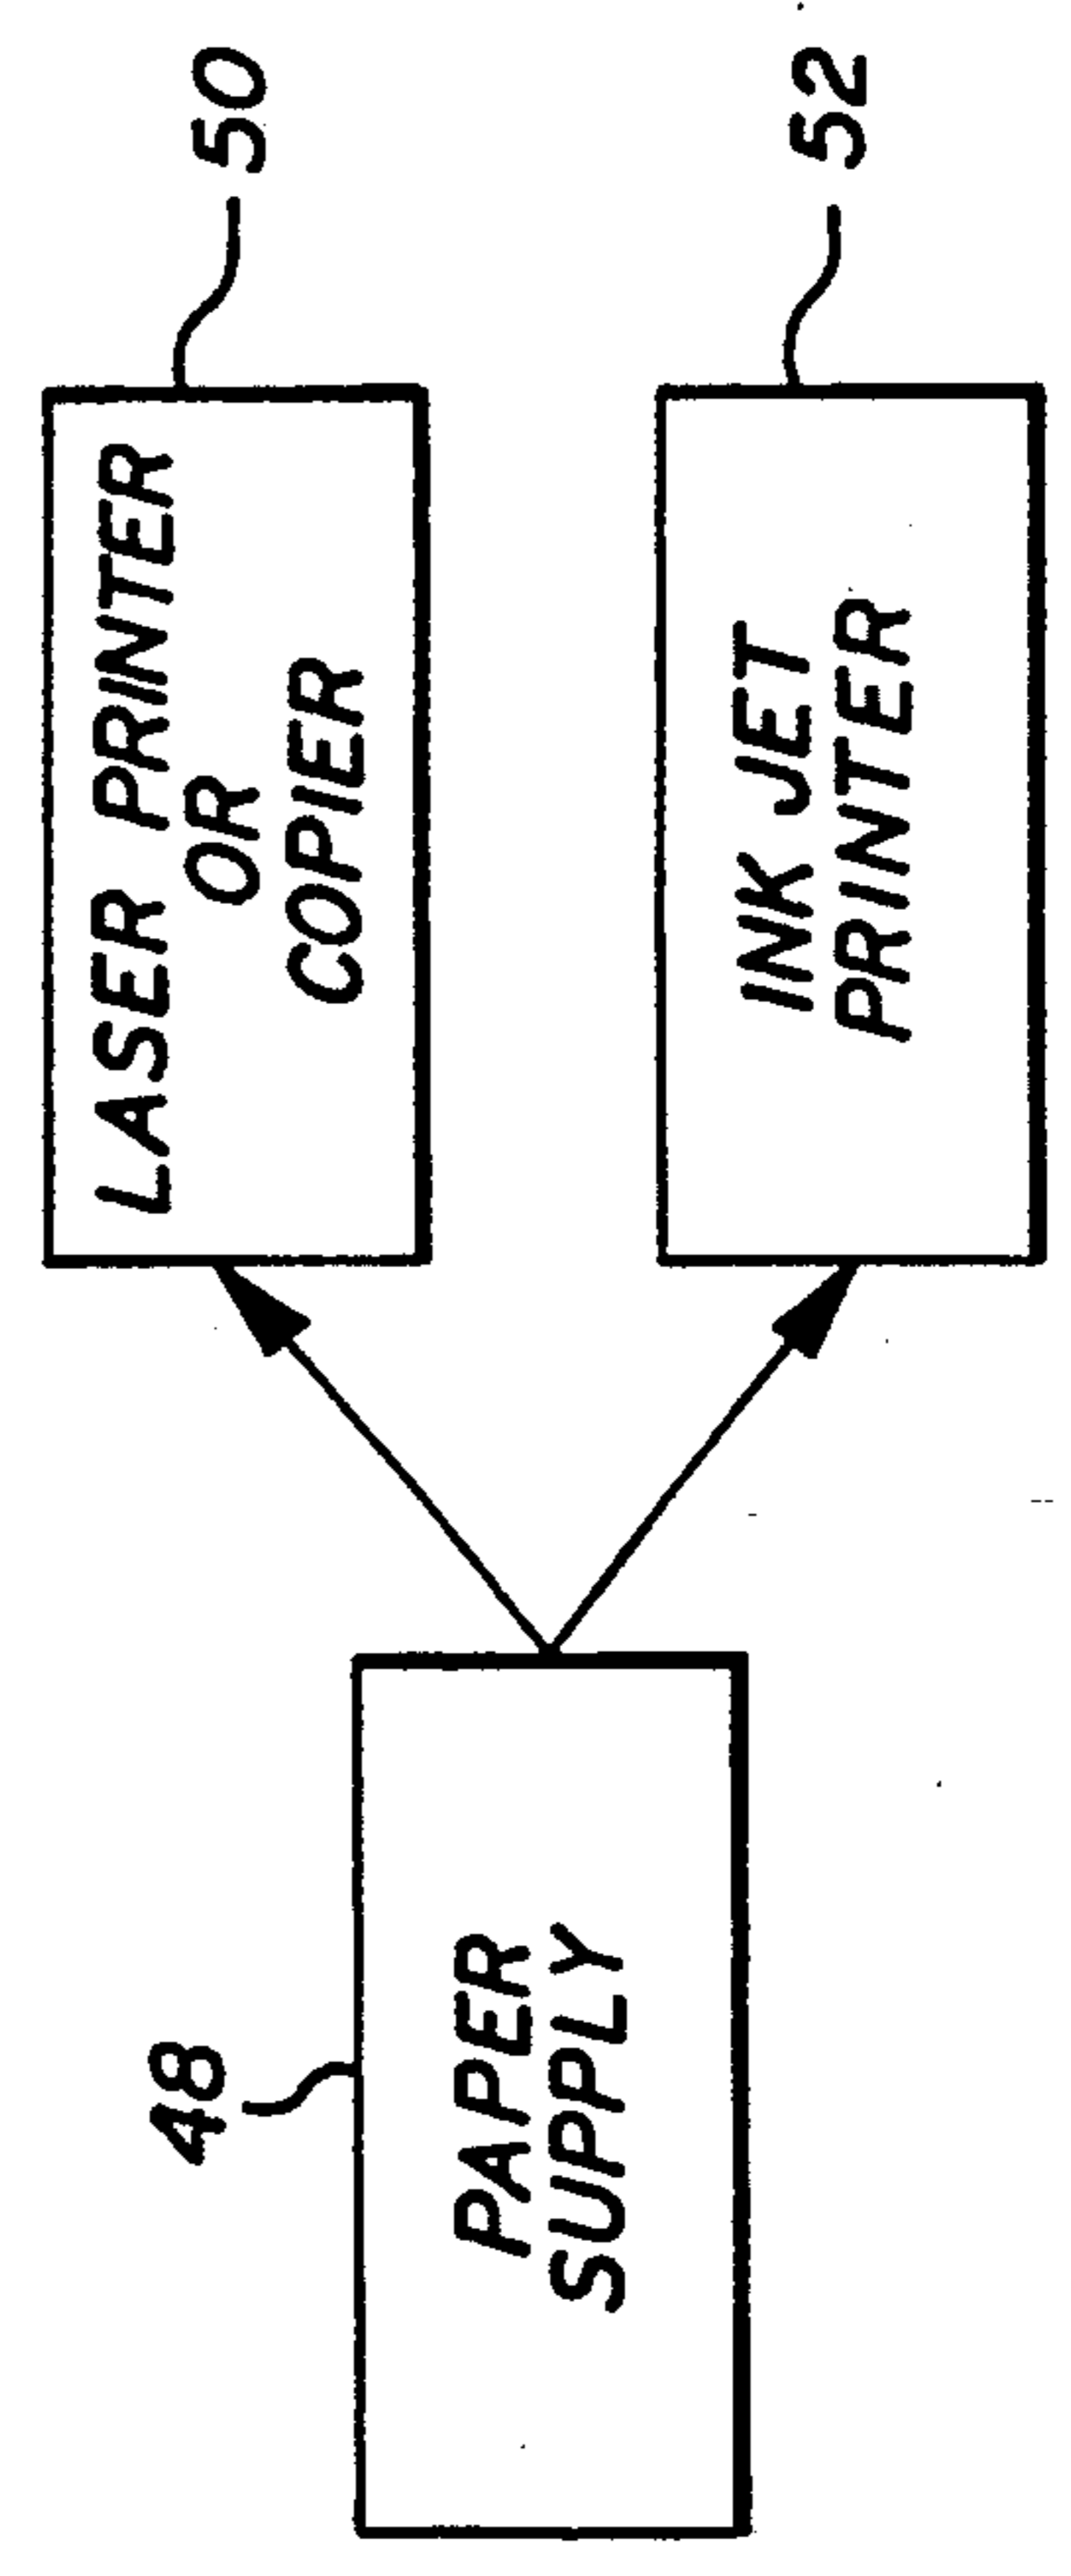 LASER PRINTER
OR
COPIER
50
48
PAPER
SUPPLY
INK JET
PRINTER
52